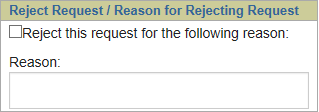 Reject Request / Reason for Rejecting Request
Reject this request for the following reason:
Reason: